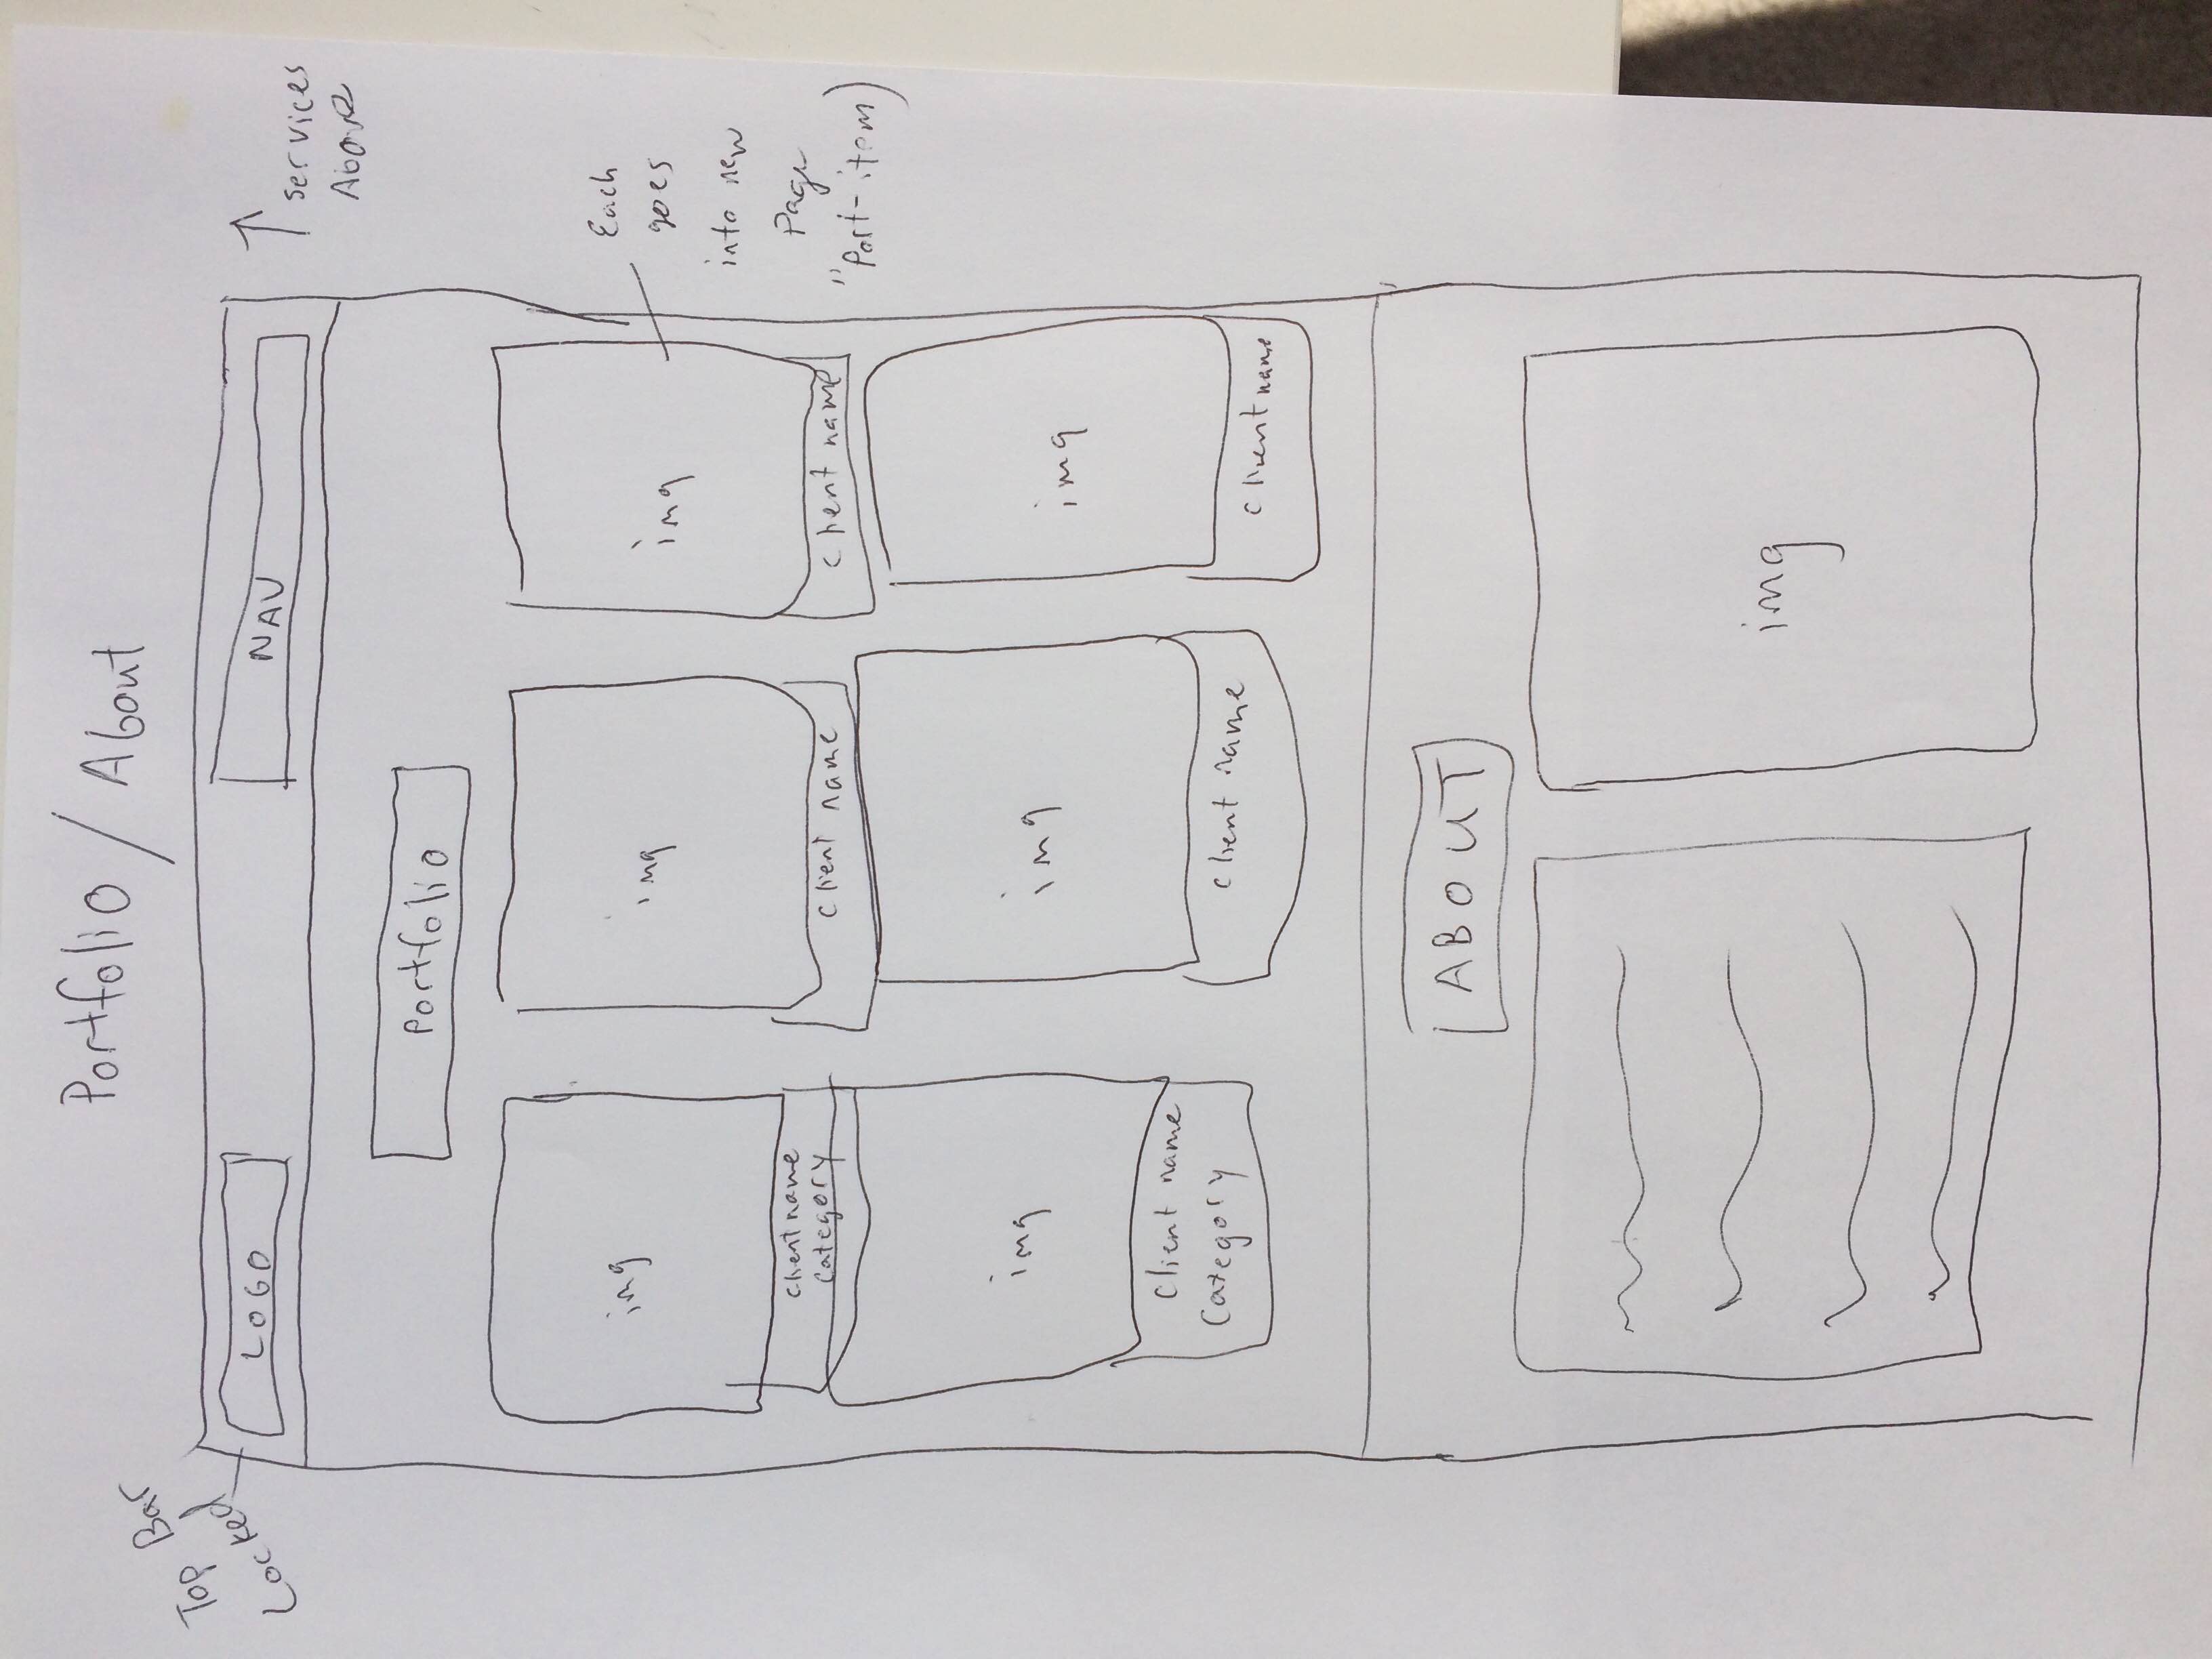 Portfolio / About
Top Bar
Locked
LOGO
NAV
↑ services
Above
Portfolio
img
img
img
client name
category
client name
client name
Each
goes
into new
Page
"Port-item)
img
img
img
client name
category
client name
client name
ABOUT
img